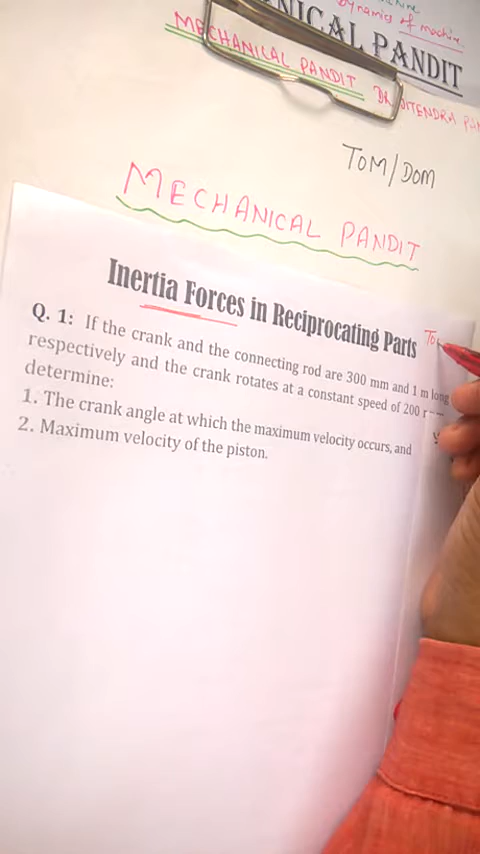 Dynamics of machine
NICAL PANDIT
MECHANICAL PANDIT DR JITENDRA
TOM/DOM
MECHANICAL PANDIT
Inertia Forces in Reciprocating Parts
Q. 1: If the crank and the connecting rod are 300 mm and 1 m long
respectively and the crank rotates at a constant speed of 200 r
determine:
1. The crank angle at which the maximum velocity occurs, and
2. Maximum velocity of the piston.